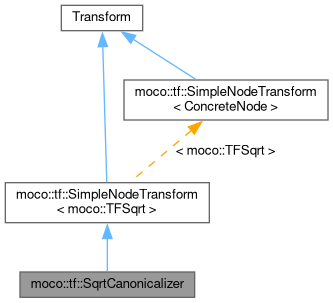 Transform
moco::tf::SimpleNodeTransform
< ConcreteNode >
< moco::TFSqrt >
moco::tf::SimpleNodeTransform
< moco::TFSqrt >
moco::tf::SqrtCanonicalizer